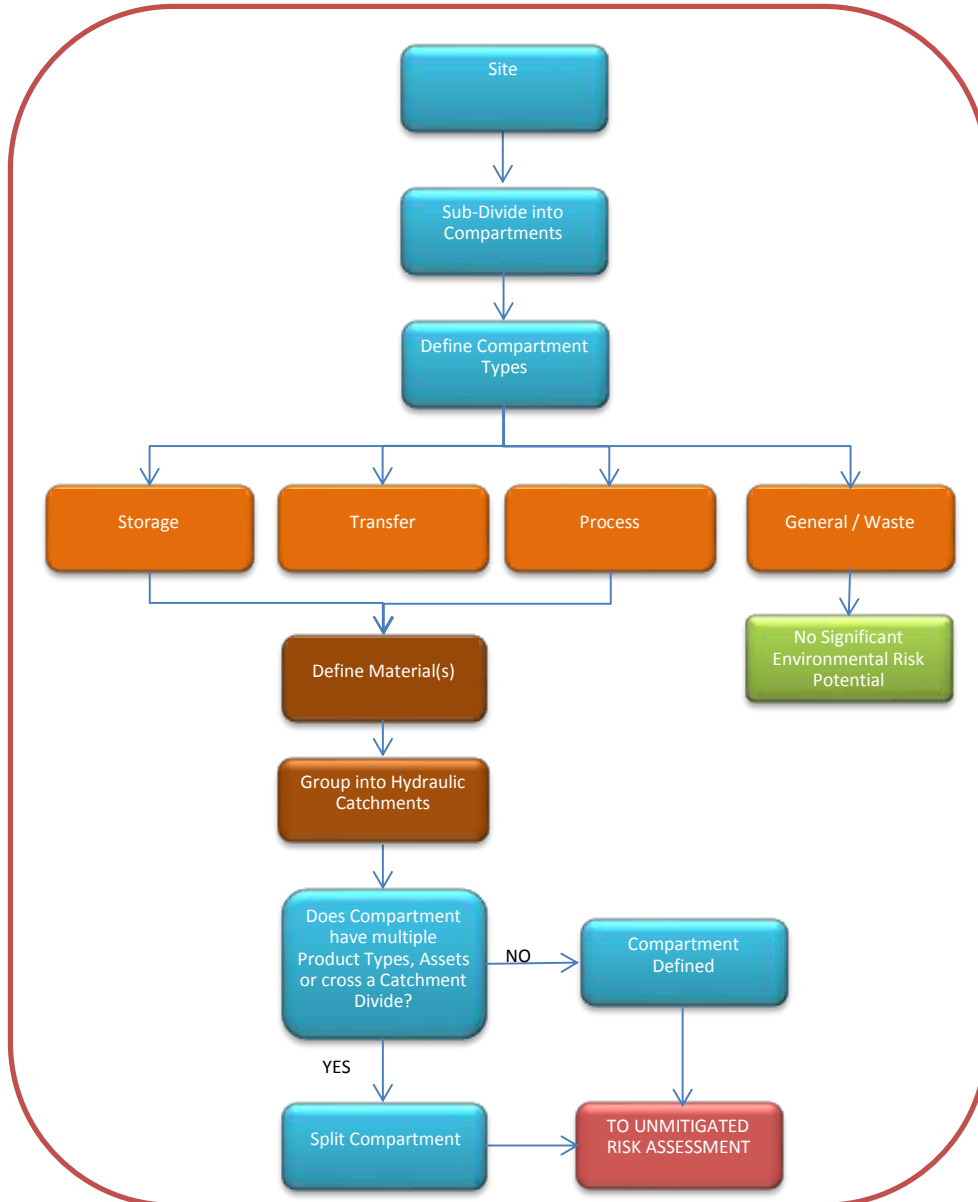 Site
Sub-Divide into
Compartments
Define Compartment
Types
Storage
Transfer
Process
General / Waste
No Significant
Environmental Risk
Potential
Define Material(s)
Group into Hydraulic
Catchments
Does Compartment
have multiple
Product Types, Assets
or cross a Catchment
Divide?
NO
Compartment
Defined
YES
Split Compartment
TO UNMITIGATED
RISK ASSESSMENT